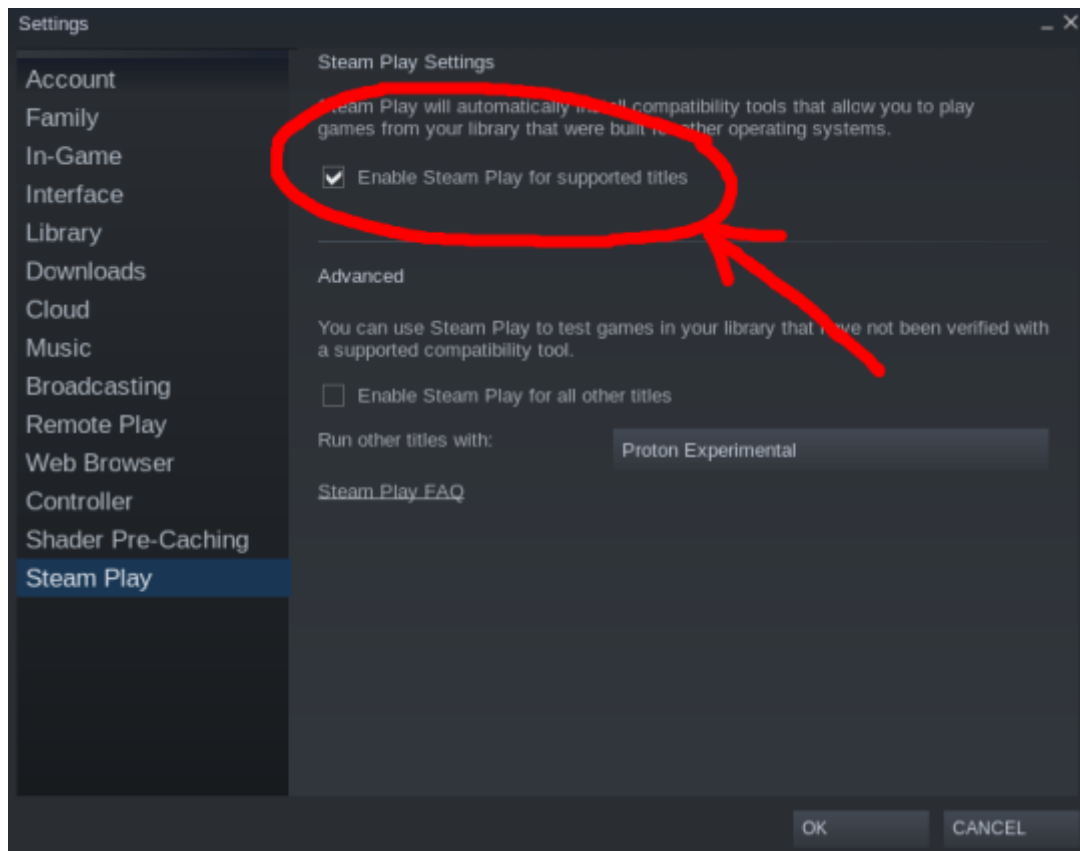 Settings
Account
Family
In-Game
Interface
Library
Downloads
Cloud
Music
Broadcasting
Remote Play
Web Browser
Controller
Shader Pre-Caching
Steam Play
Steam Play Settings
Steam Play will automatically install compatibility tools that allow you to play
games from your library that were built for other operating systems.
Enable Steam Play for supported titles
Advanced
You can use Steam Play to test games in your library that have not been verified with
a supported compatibility tool.
Enable Steam Play for all other titles
Run other titles with:
Proton Experimental
Steam Play FAQ
OK
CANCEL